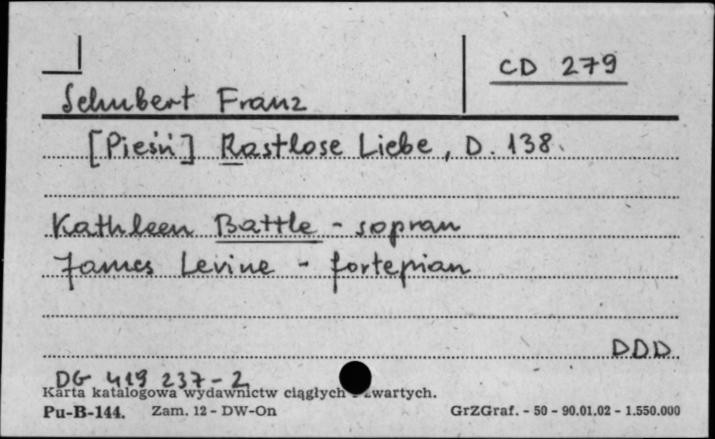 CD 279
Schubert Franz
[Pieśń] Rastlose Liebe, D. 138.
Kathleen Battle - sopran
James Levine - fortepian
DDD
DG 419 237-2
Karta katalogowa wydawnictw ciągłych i zwartych.
Pu-B-144. Zam. 12 - DW-On GrZGraf. - 50 - 90.01.02 - 1.550.000